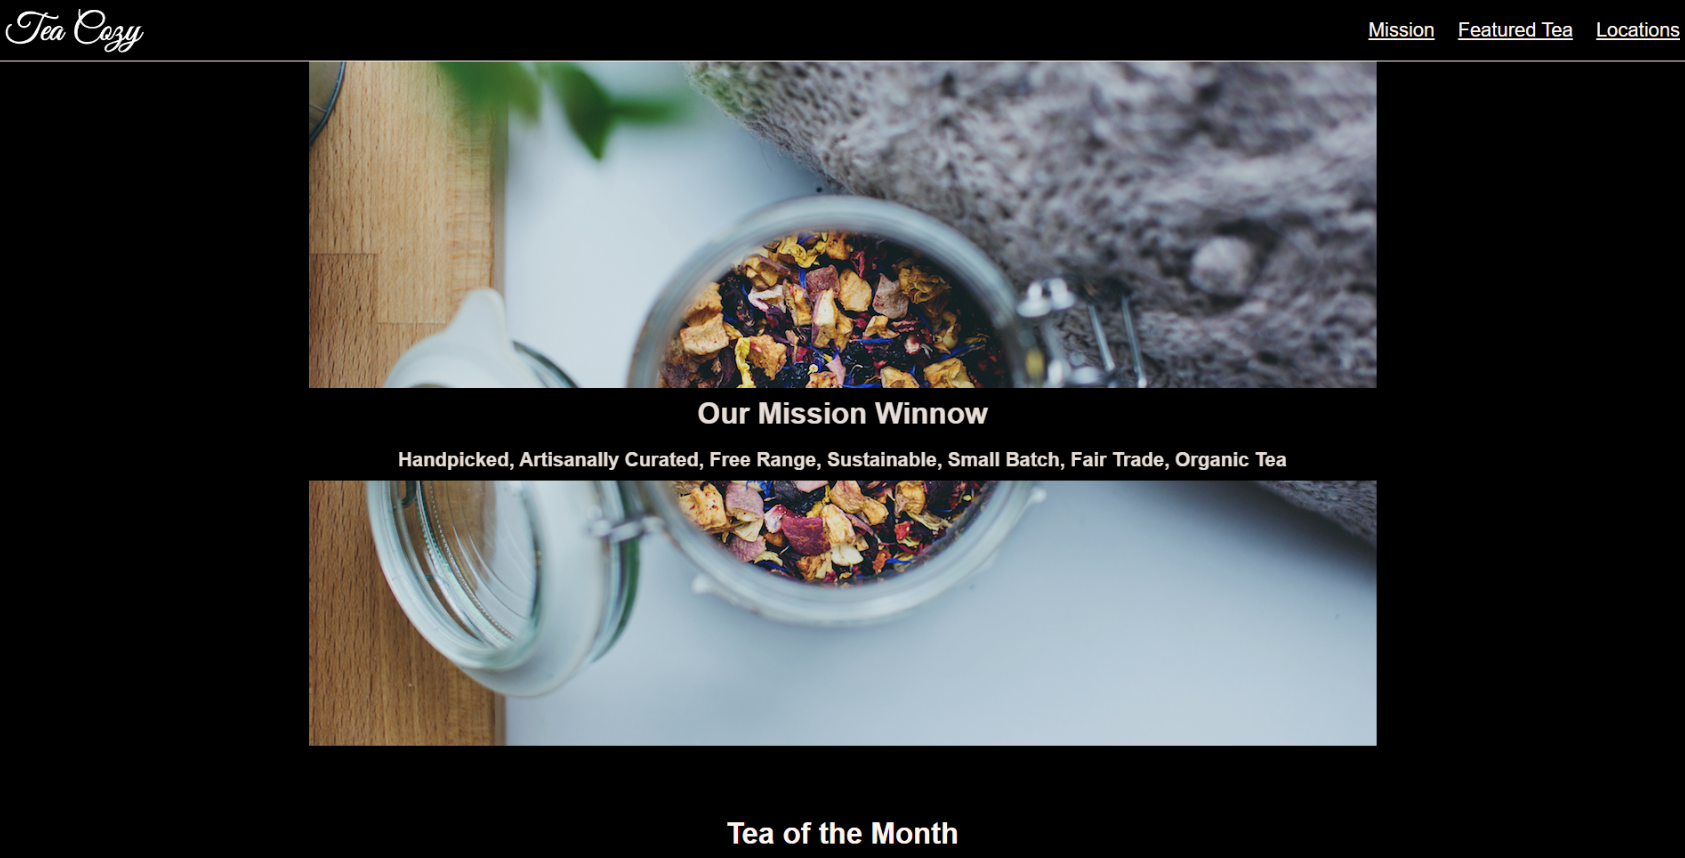 Tea Cozy
Mission Featured Tea Locations
Our Mission Winnow
Handpicked, Artisanally Curated, Free Range, Sustainable, Small Batch, Fair Trade, Organic Tea
Tea of the Month